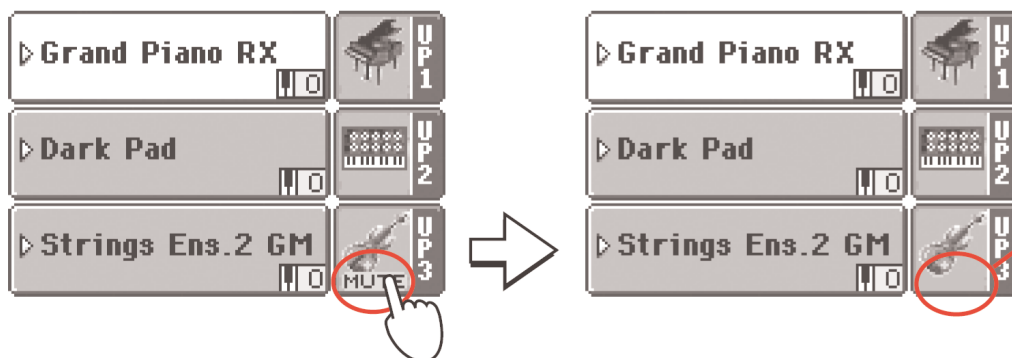 Grand Piano RX
0
UP1
Dark Pad
0
UP2
Strings Ens.2 GM
0
MUTE
UP3
Grand Piano RX
0
UP1
Dark Pad
0
UP2
Strings Ens.2 GM
0
UP3